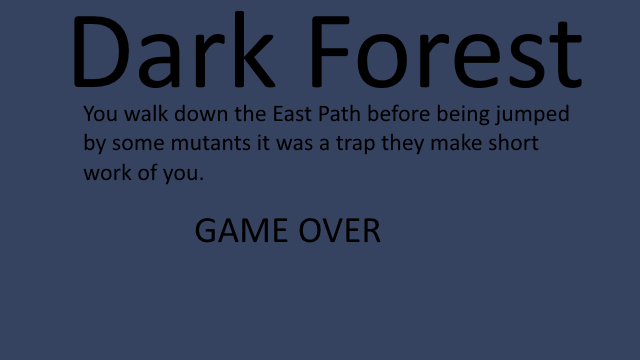 Dark Forest
You walk down the East Path before being jumped
by some mutants it was a trap they make short
work of you.
GAME OVER